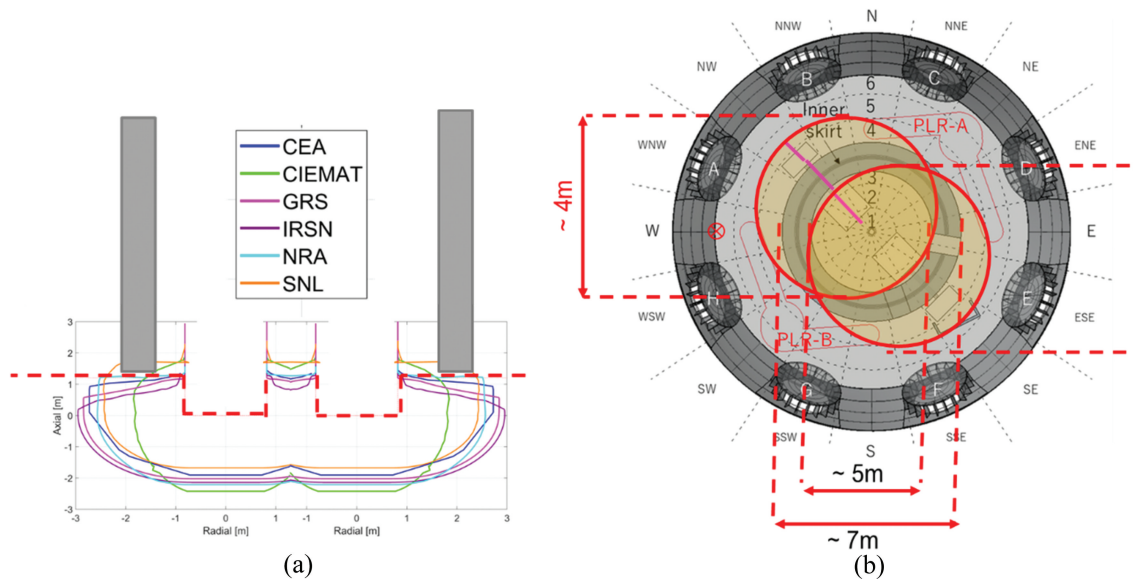 CEA
CIEMAT
GRS
IRSN
NRA
SNL
3
2
1
0
-1
-2
-3
Axial [m]
-3 -2 -1 0 -1 0 1 2 3
Radial [m] Radial [m]
(a)
(b)
N
NNW NNE
NW NE
WNW ENE
W E
WSW ESE
SW SE
SSW SSE
S
A
B
C
D
E
F
G
H
6
5
4
3
2
1
Inner
skirt
PLR-A
PLR-B
~ 4m
~ 5m
~ 7m